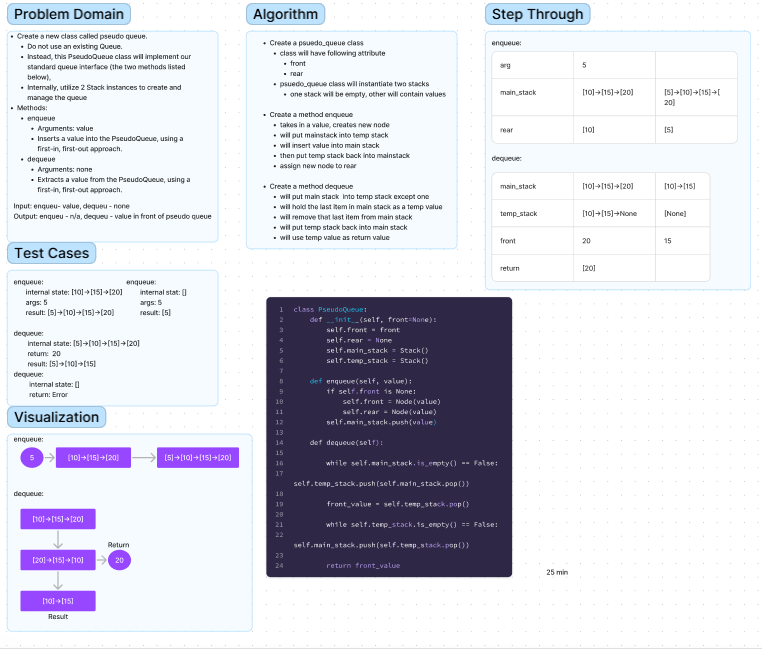 Problem Domain
Create a new class called pseudo queue.
Do not use an existing Queue.
Instead, this PseudoQueue class will implement our
standard queue interface (the two methods listed
below),
Internally, utilize 2 Stack instances to create and
manage the queue
Methods:
enqueue
Arguments: value
Inserts a value into the PseudoQueue, using a
first-in, first-out approach.
dequeue
Arguments: none
Extracts a value from the PseudoQueue, using a
first-in, first-out approach.
Input: enqueu- value, dequeu - none
Output: enqueu - n/a, dequeu - value in front of pseudo queue
Test Cases
enqueue:
internal state: [10]->[15]->[20]
args: 5
result: [5]->[10]->[15]->[20]
enqueue:
internal stat: []
args: 5
result: [5]
dequeue:
internal state: [5]->[10]->[15]->[20]
return: 20
result: [5]->[10]->[15]
dequeue:
internal state: []
return: Error
Visualization
enqueue:
5
[10]->[15]->[20]
[5]->[10]->[15]->[20]
dequeue:
[10]->[15]->[20]
[20]->[15]->[10]
Return
20
[10]->[15]
Result
Algorithm
Create a psuedo_queue class
class will have following attribute
front
rear
psuedo_queue class will instantiate two stacks
one stack will be empty, other will contain values
Create a method enqueue
takes in a value, creates new node
will put mainstack into temp stack
will insert value into main stack
then put temp stack back into mainstack
assign new node to rear
Create a method dequeue
will put main stack into temp stack except one
will hold the last item in main stack as a temp value
will remove that last item from main stack
will put temp stack back into main stack
will use temp value as return value
1 class PseudoQueue:
2 def __init__(self, front=None):
3 self.front = front
4 self.rear = None
5 self.main_stack = Stack()
6 self.temp_stack = Stack()
7
8 def enqueue(self, value):
9 if self.front is None:
10 self.front = Node(value)
11 self.rear = Node(value)
12 self.main_stack.push(value)
13
14 def dequeue(self):
15
16 while self.main_stack.is_empty() == False:
17
self.temp_stack.push(self.main_stack.pop())
18
19 front_value = self.temp_stack.pop()
20
21 while self.temp_stack.is_empty() == False:
22
self.main_stack.push(self.temp_stack.pop())
23
24 return front_value
Step Through
enqueue:
arg 5
main_stack [10]->[15]->[20] [5]->[10]->[15]->[
20]
rear [10] [5]
dequeue:
main_stack [10]->[15]->[20] [10]->[15]
temp_stack [10]->[15]->None [None]
front 20 15
return [20]
25 min